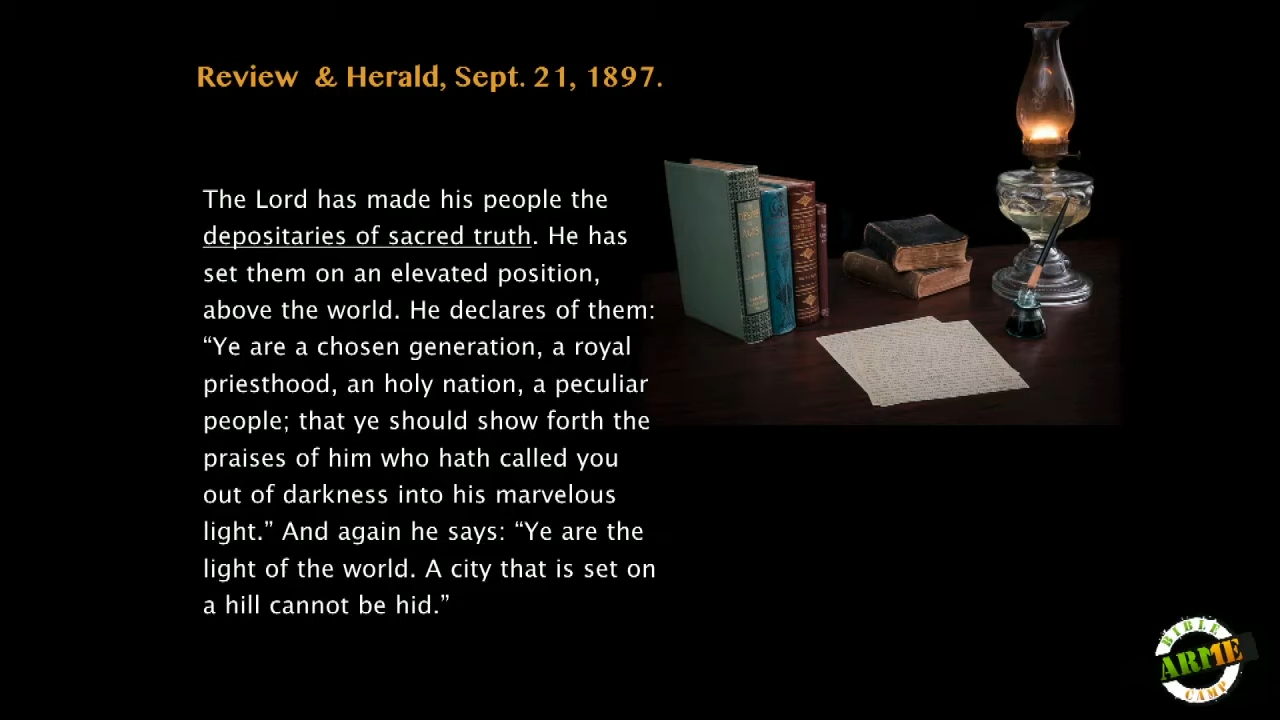 Review & Herald, Sept. 21, 1897.
The Lord has made his people the
depositaries of sacred truth. He has
set them on an elevated position,
above the world. He declares of them:
“Ye are a chosen generation, a royal
priesthood, an holy nation, a peculiar
people; that ye should show forth the
praises of him who hath called you
out of darkness into his marvelous
light.” And again he says: “Ye are the
light of the world. A city that is set on
a hill cannot be hid.”
BIBLE
ARME
CAMP